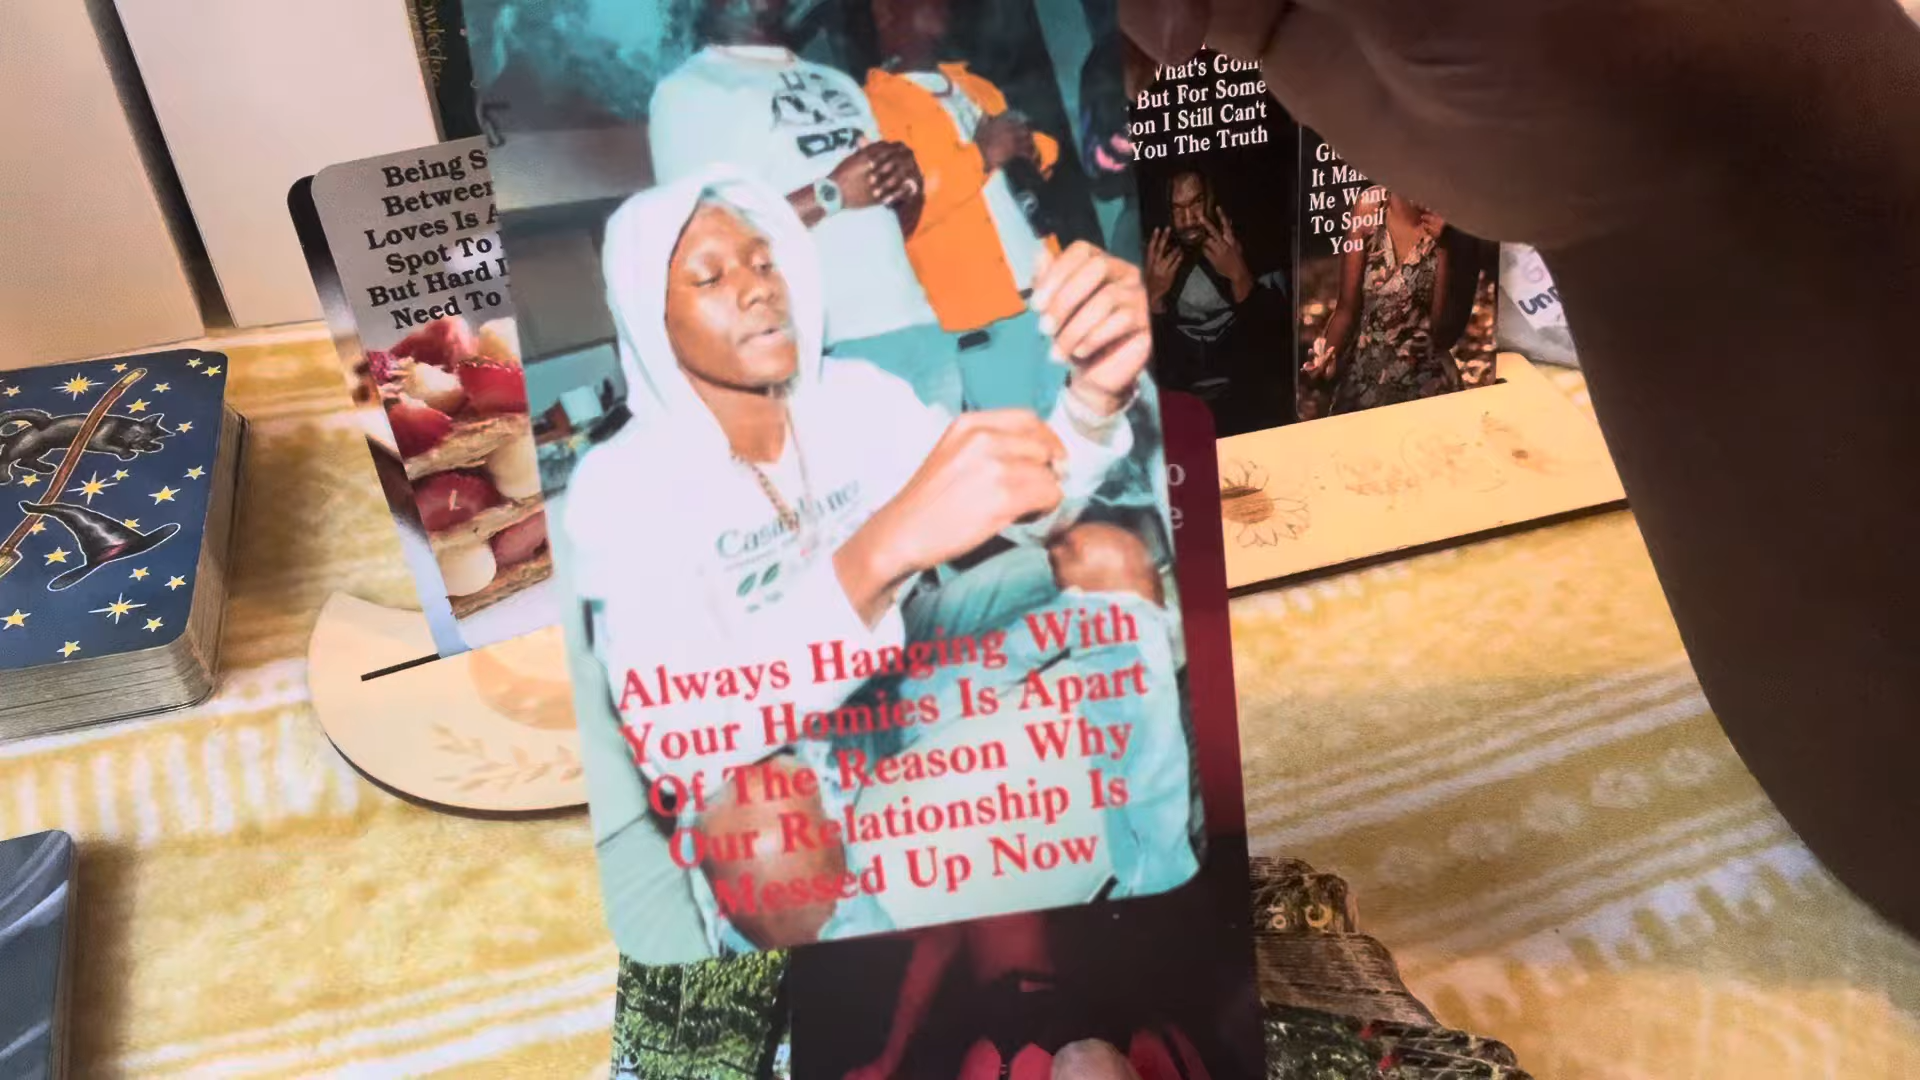 Being S
Between
Loves Is A
Spot To
But Hard
Need To
What's Goin
But For Some
son I Still Can't
You The Truth
It Ma
Me Want
To Spoil
You
Always Hanging With
Your Homies Is Apart
Of The Reason Why
Our Relationship Is
Messed Up Now